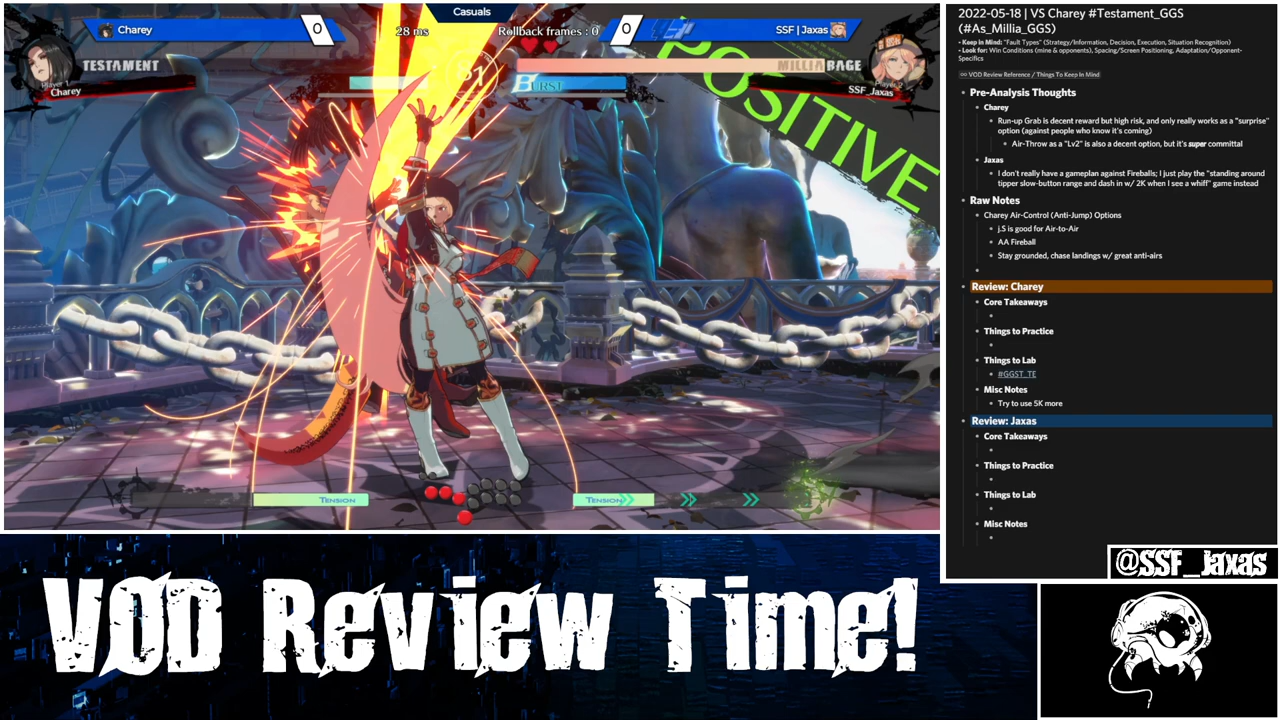 Casuals
Charey
0
28 ms
Rollback frames : 0
0
SSF | Jaxas
TESTAMENT
Player 1
Charey
BURST
MILLIA RAGE
Player 2
SSF_Jaxas
POSITIVE
TENSION
TENSION
2022-05-18 | VS Charey #Testament_GGS
(#As_Millia_GGS)
• Keep in Mind: "Fault Types" (Strategy/Information, Decision, Execution, Situation Recognition)
• Look for: Win Conditions (mine & opponents), Spacing/Screen Positioning, Adaptation/Opponent-
Specifics
VOD Review Reference / Things To Keep In Mind
• Pre-Analysis Thoughts
• Charey
• Run-up Grab is decent reward but high risk, and only really works as a "surprise"
option (against people who know it's coming)
• Air-Throw as a "Lv2" is also a decent option, but it's super committal
• Jaxas
• I don't really have a gameplan against Fireballs; I just play the "standing around
tipper slow-button range and dash in w/ 2K when I see a whiff" game instead
• Raw Notes
• Charey Air-Control (Anti-Jump) Options
• j.S is good for Air-to-Air
• AA Fireball
• Stay grounded, chase landings w/ great anti-airs
• Review: Charey
• Core Takeaways
• Things to Practice
• Things to Lab
• #GGST_TE
• Misc Notes
• Try to use 5K more
• Review: Jaxas
• Core Takeaways
• Things to Practice
• Things to Lab
• Misc Notes
@SSF_Jaxas
VOD Review Time!